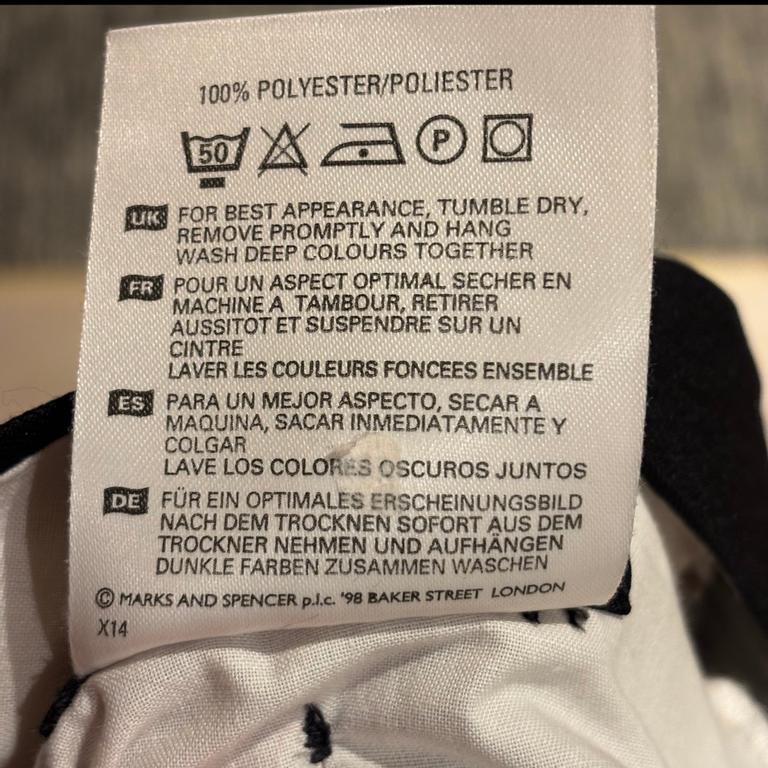 100% POLYESTER/POLIESTER
50 P
UK FOR BEST APPEARANCE, TUMBLE DRY,
REMOVE PROMPTLY AND HANG
WASH DEEP COLOURS TOGETHER
FR POUR UN ASPECT OPTIMAL SECHER EN
MACHINE A TAMBOUR, RETIRER
AUSSITOT ET SUSPENDRE SUR UN
CINTRE
LAVER LES COULEURS FONCEES ENSEMBLE
ES PARA UN MEJOR ASPECTO, SECAR A
MAQUINA, SACAR INMEDIATAMENTE Y
COLGAR
LAVE LOS COLORES OSCUROS JUNTOS
DE FÜR EIN OPTIMALES ERSCHEINUNGSBILD
NACH DEM TROCKNEN SOFORT AUS DEM
TROCKNER NEHMEN UND AUFHÄNGEN
DUNKLE FARBEN ZUSAMMEN WASCHEN
© MARKS AND SPENCER p.l.c. '98 BAKER STREET LONDON
X14